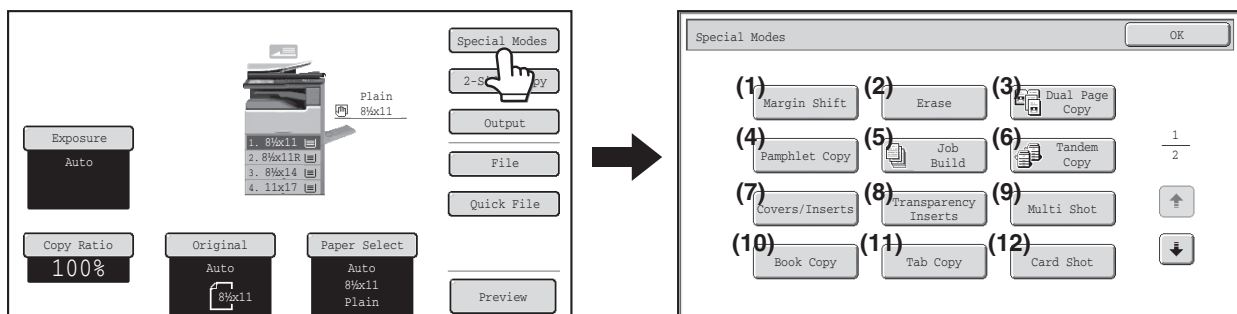 Special Modes
Plain
8½x11
Output
Exposure
Auto
1. 8½x11
2. 8½x11R
3. 8½x14
4. 11x17
File
Quick File
Copy Ratio
100%
Original
Auto
8½x11
Paper Select
Auto
8½x11
Plain
Preview
Special Modes
OK
(1) Margin Shift
(2) Erase
(3) Dual Page
Copy
(4) Pamphlet Copy
(5) Job
Build
(6) Tandem
Copy
1
2
(7) Covers/Inserts
(8) Transparency
Inserts
(9) Multi Shot
(10) Book Copy
(11) Tab Copy
(12) Card Shot